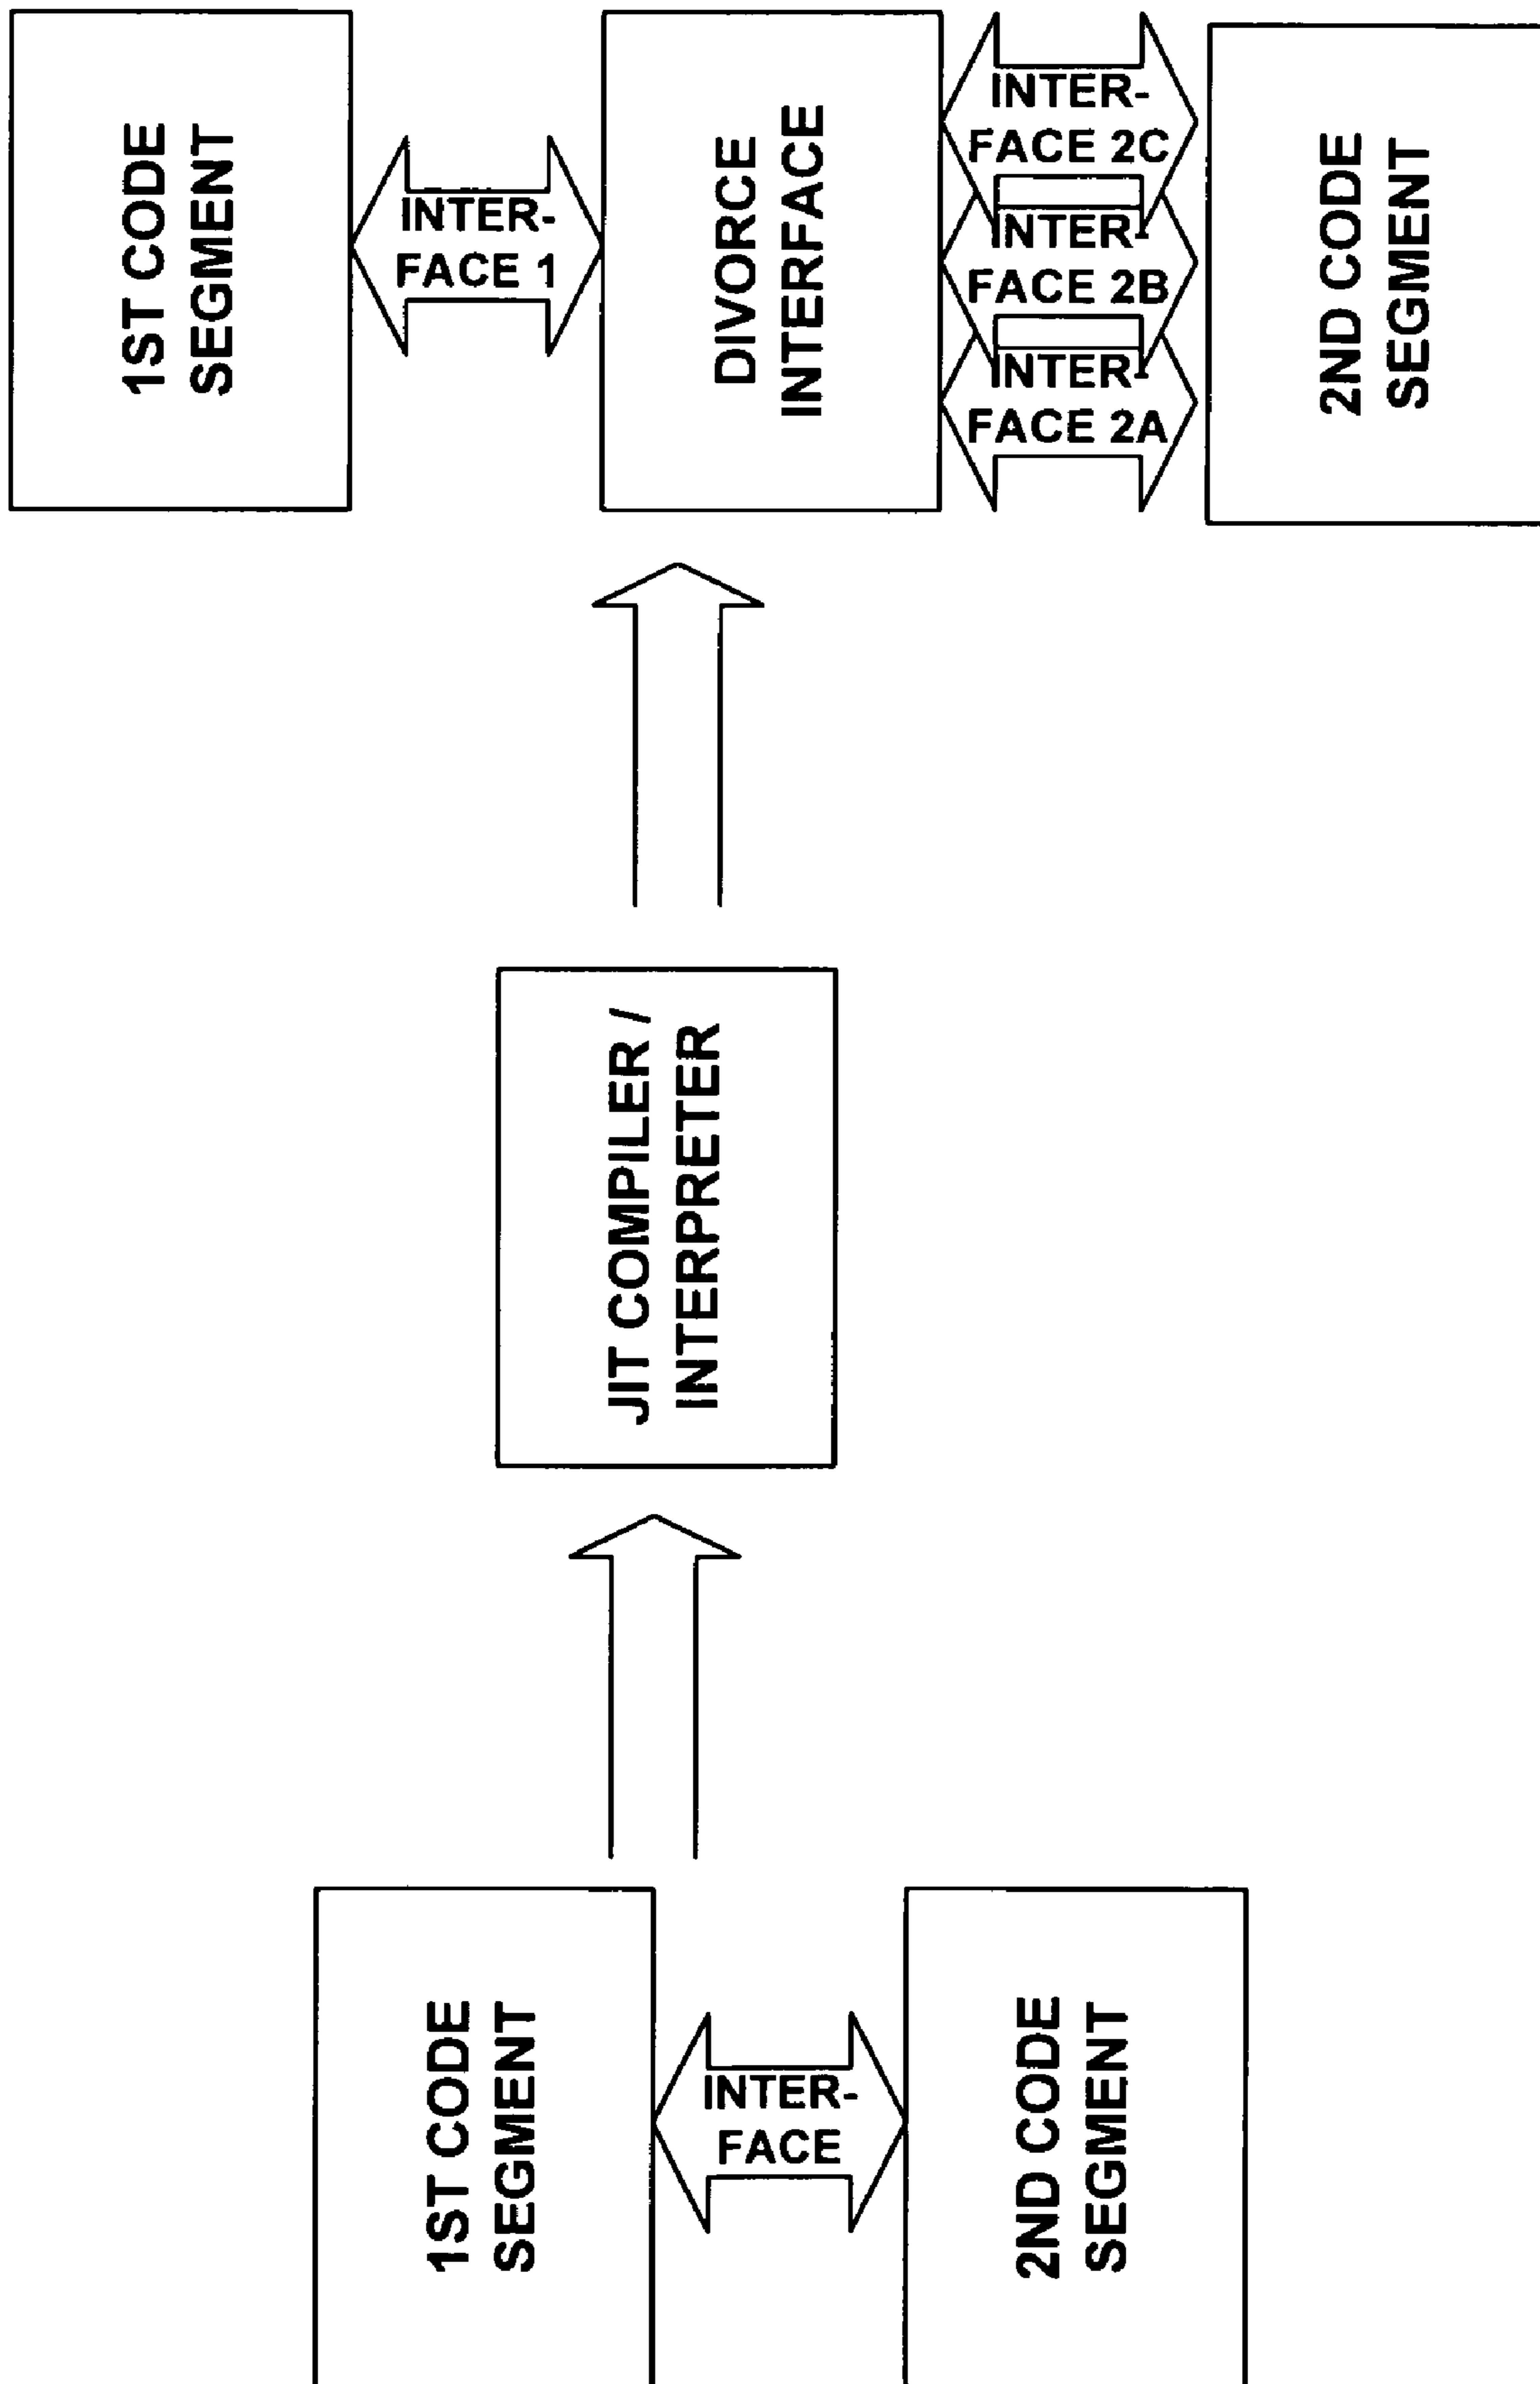 1ST CODE
SEGMENT
INTER-
FACE 1
DIVORCE
INTERFACE
INTER-
FACE 2C
INTER-
FACE 2B
INTER-
FACE 2A
2ND CODE
SEGMENT
JIT COMPILER /
INTERPRETER
1ST CODE
SEGMENT
INTER-
FACE
2ND CODE
SEGMENT